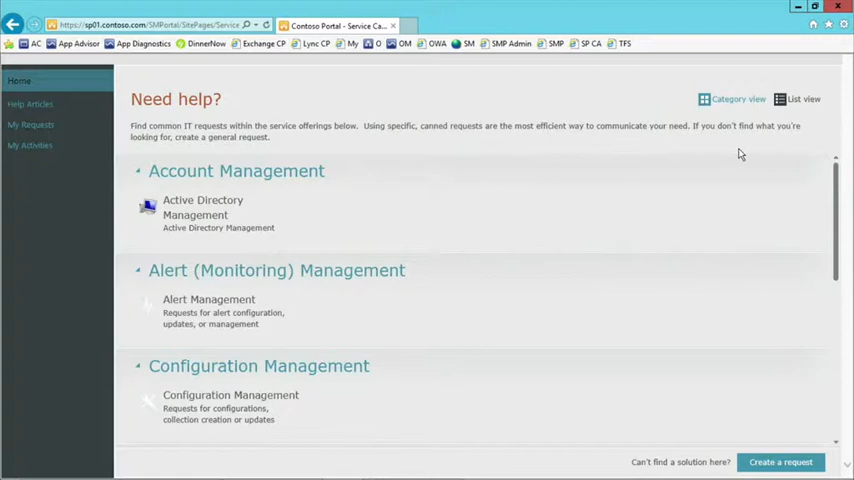 https://sp01.contoso.com/SMPortal/SitePages/Service
Contoso Portal - Service Ca...
AC App Advisor App Diagnostics DinnerNow Exchange CP Lync CP My O OM OWA SM SMP Admin SMP SP CA TFS
Home
Help Articles
My Requests
My Activities
Need help?
Category view
List view
Find common IT requests within the service offerings below. Using specific, canned requests are the most efficient way to communicate your need. If you don't find what you're
looking for, create a general request.
Account Management
Active Directory
Management
Active Directory Management
Alert (Monitoring) Management
Alert Management
Requests for alert configuration,
updates, or management
Configuration Management
Configuration Management
Requests for configurations,
collection creation or updates
Can't find a solution here?
Create a request